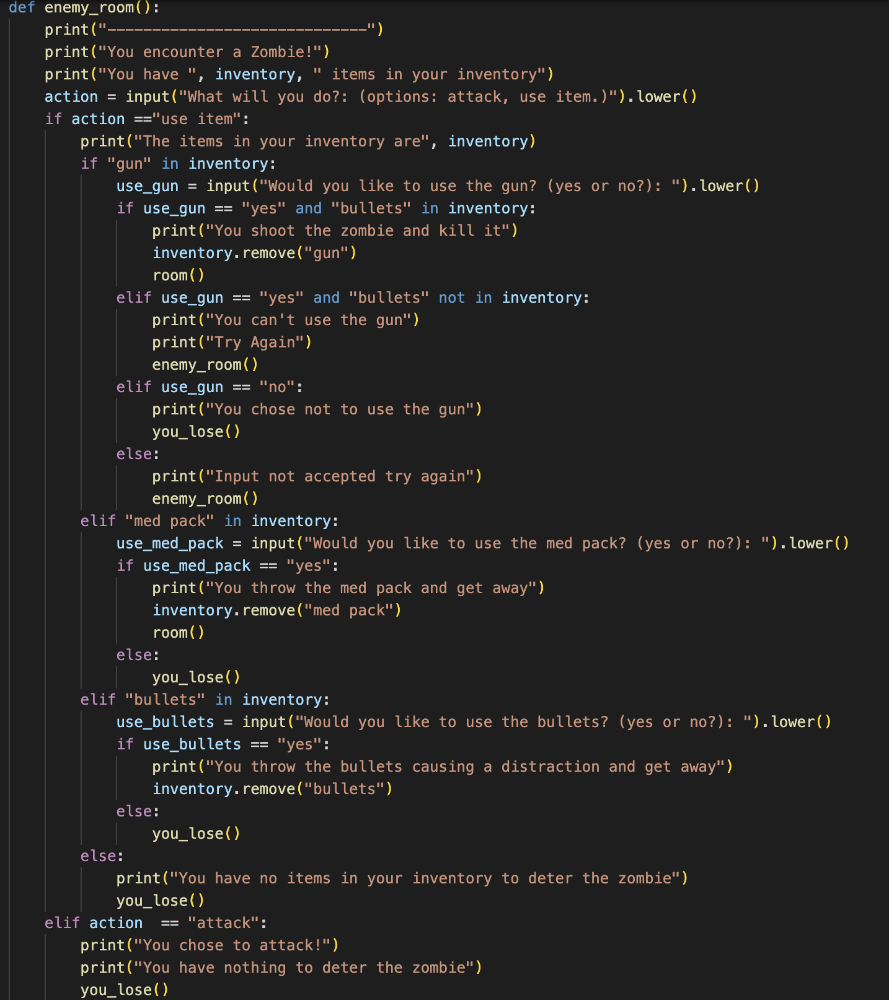 def enemy_room():
    print("-----------------------------")
    print("You encounter a Zombie!")
    print("You have ", inventory, " items in your inventory")
    action = input("What will you do?: (options: attack, use item.)").lower()
    if action =="use item":
        print("The items in your inventory are", inventory)
        if "gun" in inventory:
            use_gun = input("Would you like to use the gun? (yes or no?): ").lower()
            if use_gun == "yes" and "bullets" in inventory:
                print("You shoot the zombie and kill it")
                inventory.remove("gun")
                room()
            elif use_gun == "yes" and "bullets" not in inventory:
                print("You can't use the gun")
                print("Try Again")
                enemy_room()
            elif use_gun == "no":
                print("You chose not to use the gun")
                you_lose()
            else:
                print("Input not accepted try again")
                enemy_room()
        elif "med pack" in inventory:
            use_med_pack = input("Would you like to use the med pack? (yes or no?): ").lower()
            if use_med_pack == "yes":
                print("You throw the med pack and get away")
                inventory.remove("med pack")
                room()
            else:
                you_lose()
        elif "bullets" in inventory:
            use_bullets = input("Would you like to use the bullets? (yes or no?): ").lower()
            if use_bullets == "yes":
                print("You throw the bullets causing a distraction and get away")
                inventory.remove("bullets")
            else:
                you_lose()
        else:
            print("You have no items in your inventory to deter the zombie")
            you_lose()
    elif action  == "attack":
        print("You chose to attack!")
        print("You have nothing to deter the zombie")
        you_lose()